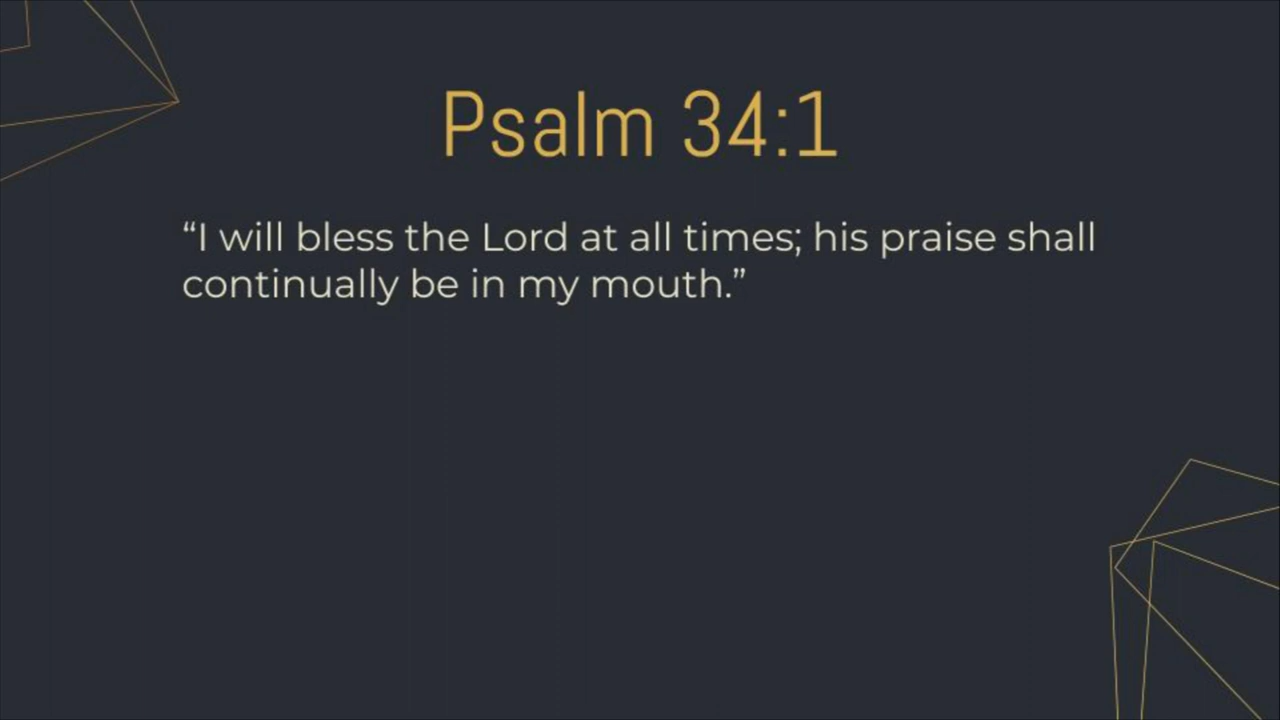 Psalm 34:1
“I will bless the Lord at all times; his praise shall
continually be in my mouth.”